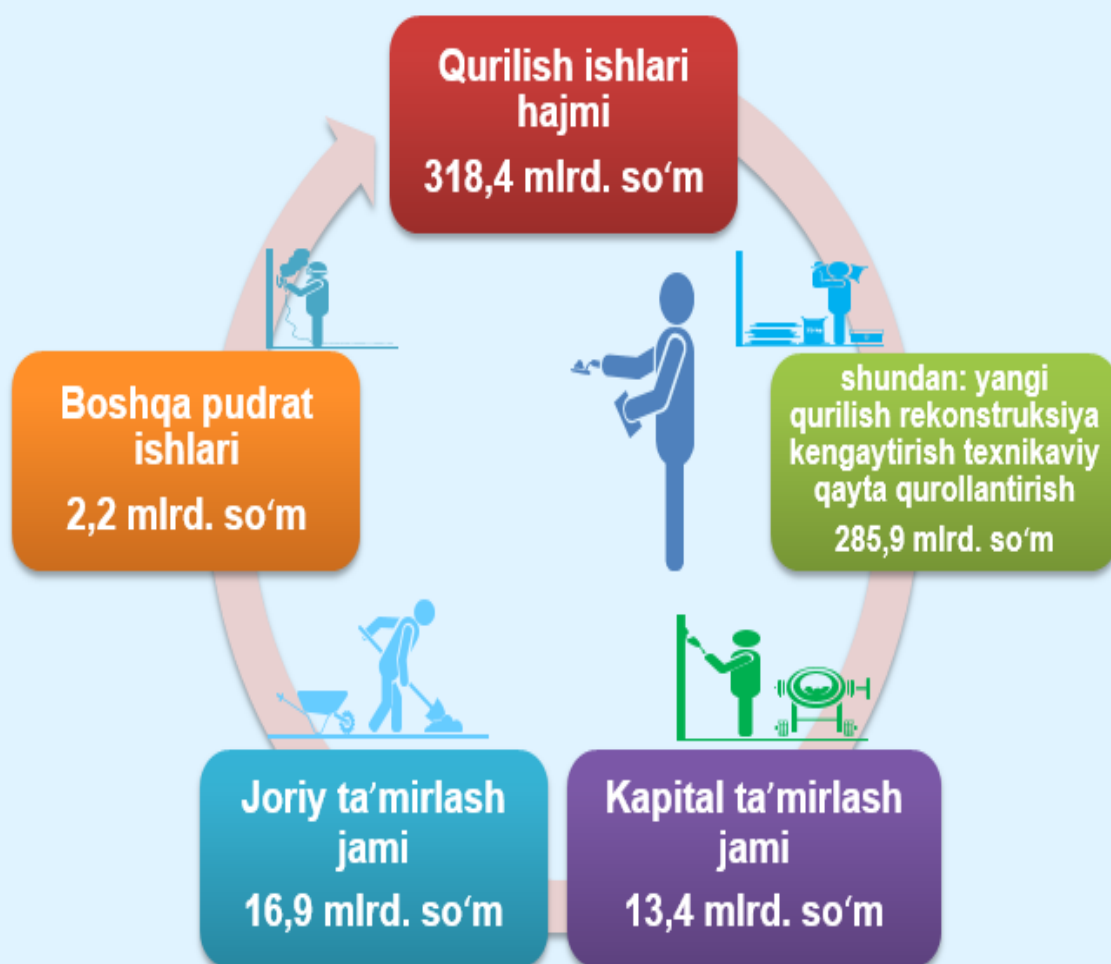 Qurilish ishlari
hajmi
318,4 mlrd. so‘m
shundan: yangi
qurilish rekonstruksiya
kengaytirish texnikaviy
qayta qurollantirish
285,9 mlrd. so‘m
Kapital ta’mirlash
jami
13,4 mlrd. so‘m
Joriy ta’mirlash
jami
16,9 mlrd. so‘m
Boshqa pudrat
ishlari
2,2 mlrd. so‘m